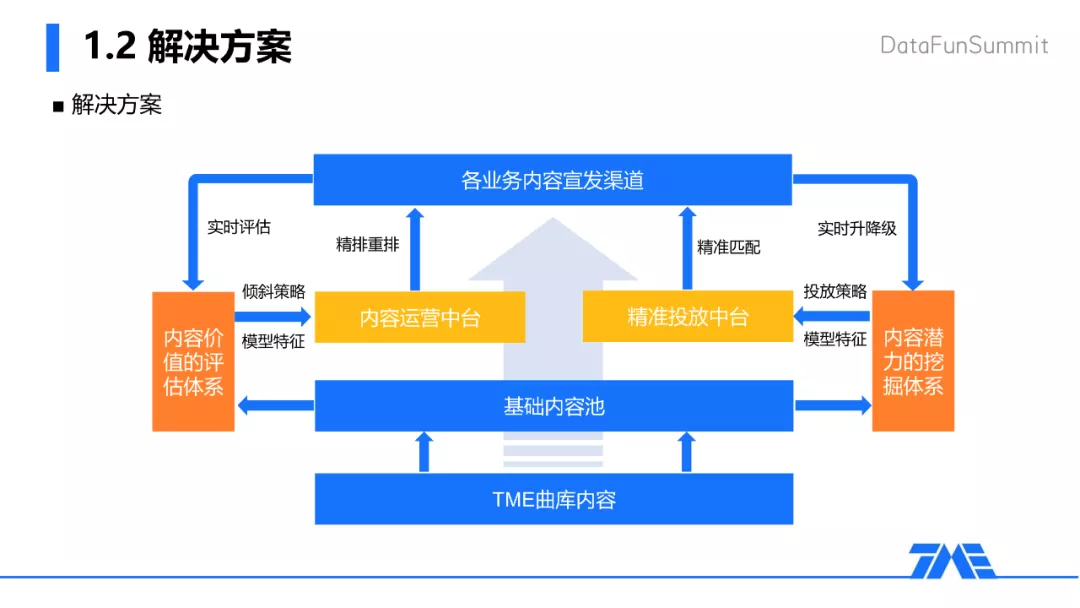 1.2 解决方案
DataFunSummit
■ 解决方案
各业务内容宣发渠道
实时评估
精排重排
精准匹配
实时升降级
倾斜策略
模型特征
内容运营中台
精准投放中台
投放策略
模型特征
内容价
值的评
估体系
内容潜
力的挖
掘体系
基础内容池
TME曲库内容
TME